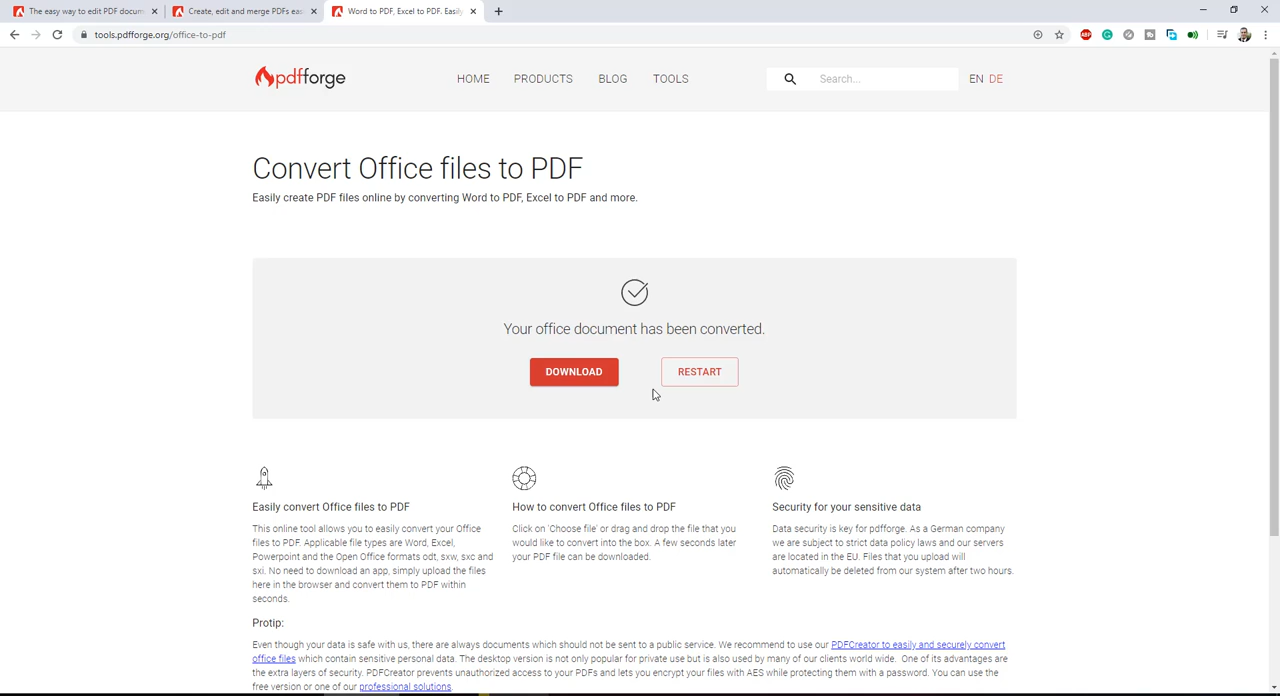 The easy way to edit PDF docum
Create, edit and merge PDFs eas
Word to PDF, Excel to PDF. Easily
tools.pdfforge.org/office-to-pdf
ABP
pdfforge
HOME
PRODUCTS
BLOG
TOOLS
Search...
EN DE
Convert Office files to PDF
Easily create PDF files online by converting Word to PDF, Excel to PDF and more.
Your office document has been converted.
DOWNLOAD
RESTART
Easily convert Office files to PDF
This online tool allows you to easily convert your Office
files to PDF. Applicable file types are Word, Excel,
Powerpoint and the Open Office formats odt, sxw, sxc and
sxi. No need to download an app, simply upload the files
here in the browser and convert them to PDF within
seconds.
How to convert Office files to PDF
Click on 'Choose file' or drag and drop the file that you
would like to convert into the box. A few seconds later
your PDF file can be downloaded.
Security for your sensitive data
Data security is key for pdfforge. As a German company
we are subject to strict data policy laws and our servers
are located in the EU. Files that you upload will
automatically be deleted from our system after two hours.
Protip:
Even though your data is safe with us, there are always documents which should not be sent to a public service. We recommend to use our PDFCreator to easily and securely convert
office files which contain sensitive personal data. The desktop version is not only popular for private use but is also used by many of our clients world wide. One of its advantages are
the extra layers of security. PDFCreator prevents unauthorized access to your PDFs and lets you encrypt your files with AES while protecting them with a password. You can use the
free version or one of our professional solutions.